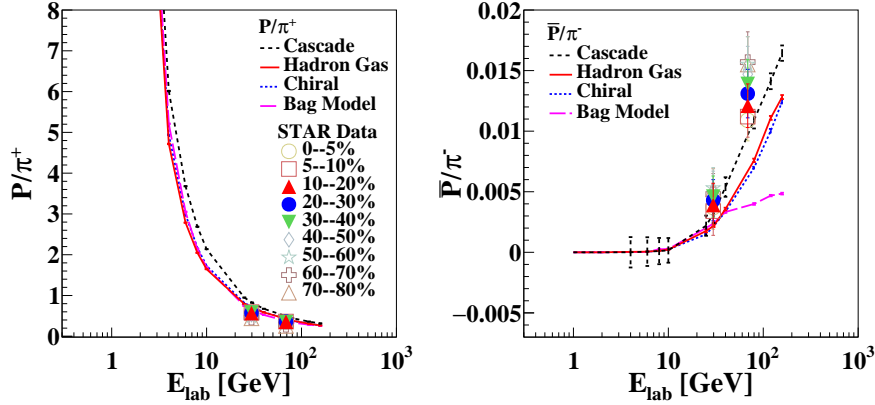 P/π⁺
Cascade
Hadron Gas
Chiral
Bag Model
STAR Data
0--5%
5--10%
10--20%
20--30%
30--40%
40--50%
50--60%
60--70%
70--80%
P/π⁺
8
7
6
5
4
3
2
1
0
1 10 10² 10³
E_lab [GeV]
P̅/π⁻
Cascade
Hadron Gas
Chiral
Bag Model
P̅/π⁻
0.02
0.015
0.01
0.005
0
−0.005
1 10 10² 10³
E_lab [GeV]